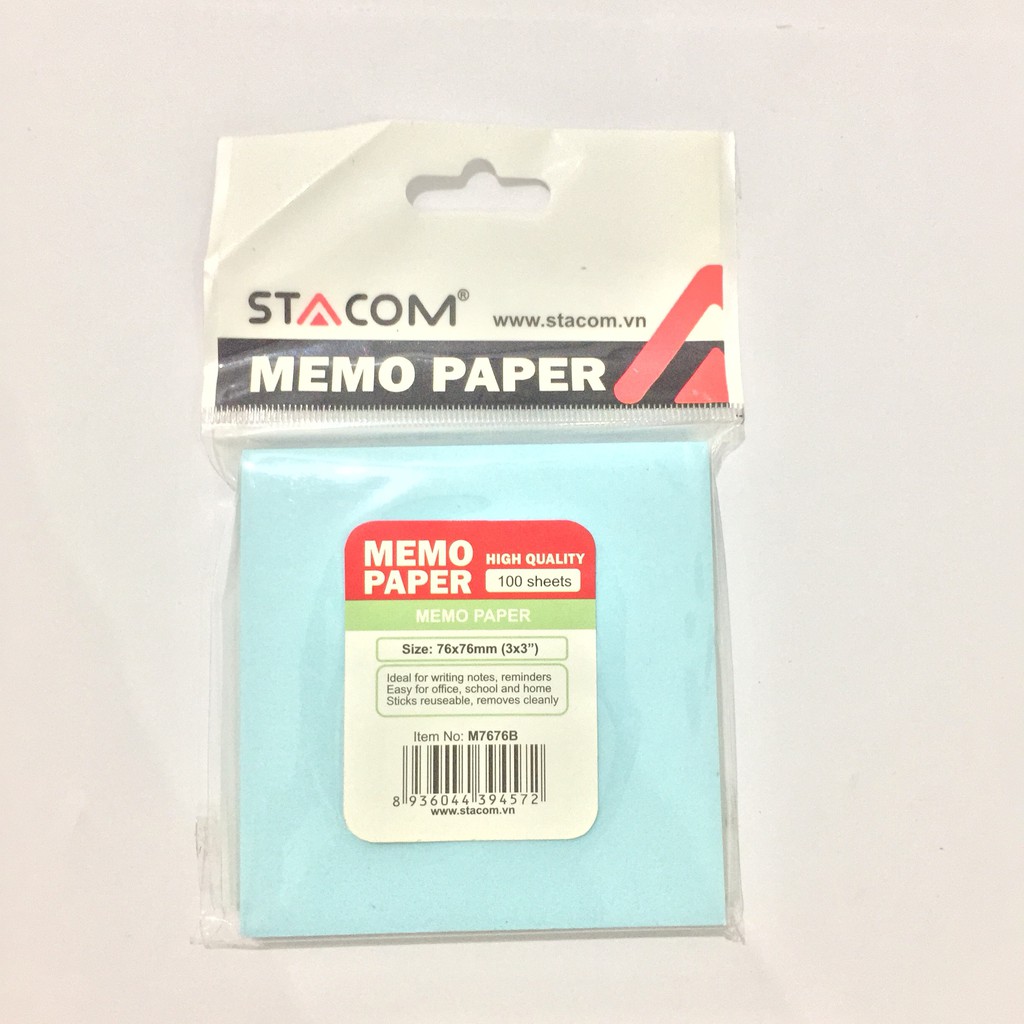 STACOM® www.stacom.vn
MEMO PAPER
MEMO PAPER
HIGH QUALITY
100 sheets
MEMO PAPER
Size: 76x76mm (3x3”)
Ideal for writing notes, reminders
Easy for office, school and home
Sticks reuseable, removes cleanly
Item No: M7676B
8 936044 394572
www.stacom.vn